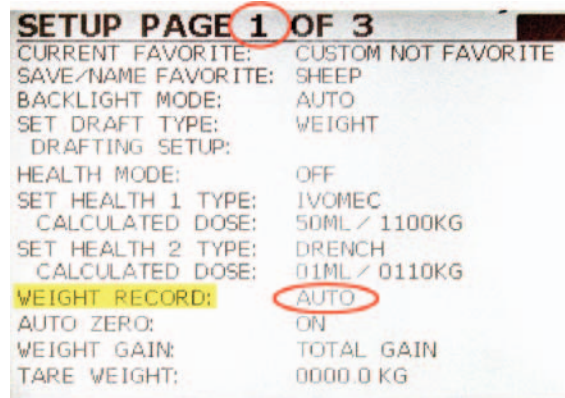 SETUP PAGE 1 OF 3
CURRENT FAVORITE: CUSTOM NOT FAVORITE
SAVE/NAME FAVORITE: SHEEP
BACKLIGHT MODE: AUTO
SET DRAFT TYPE: WEIGHT
DRAFTING SETUP:
HEALTH MODE: OFF
SET HEALTH 1 TYPE: IVOMEC
CALCULATED DOSE: 50ML / 1100KG
SET HEALTH 2 TYPE: DRENCH
CALCULATED DOSE: 01ML / 0110KG
WEIGHT RECORD: AUTO
AUTO ZERO: ON
WEIGHT GAIN: TOTAL GAIN
TARE WEIGHT: 0000.0 KG